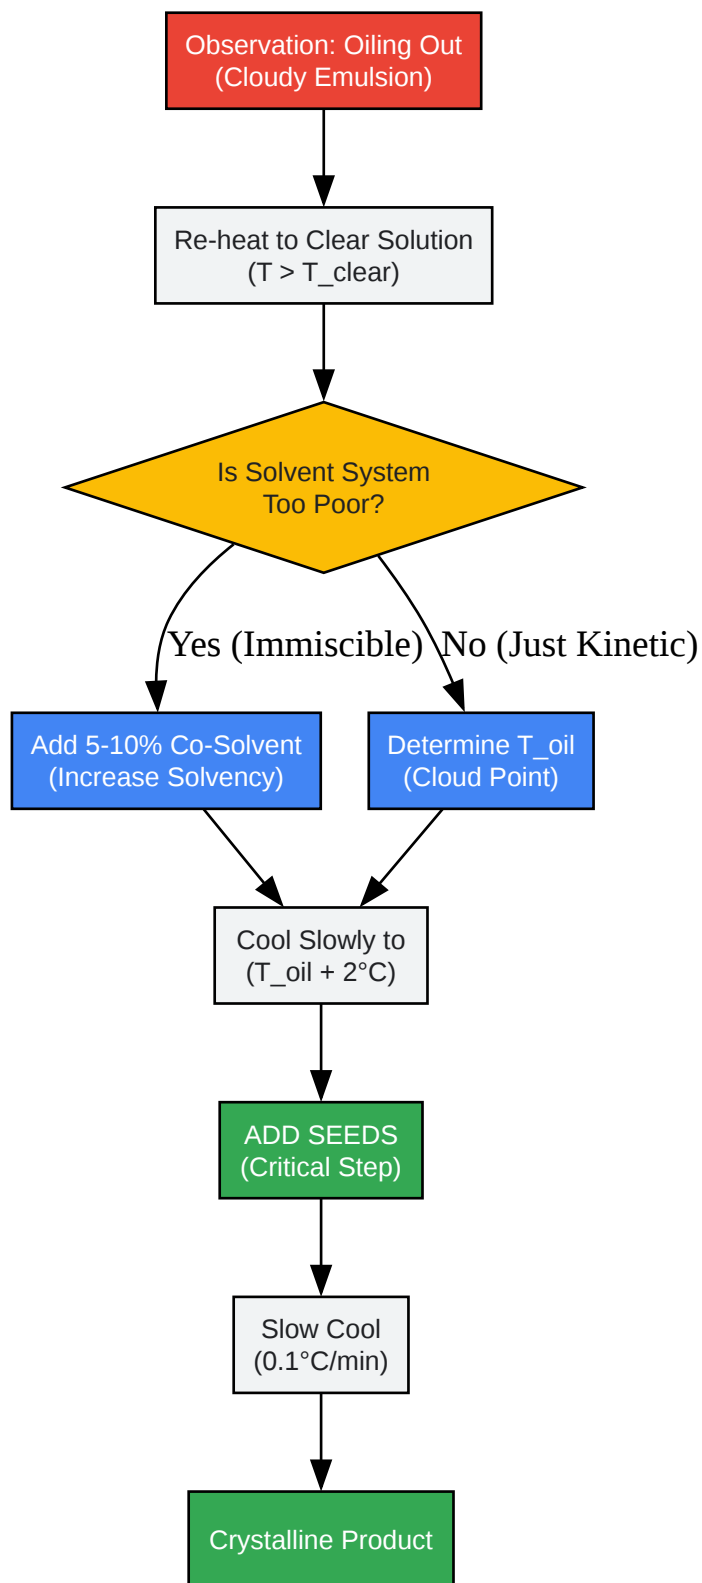 Observation: Oiling Out
(Cloudy Emulsion)
Re-heat to Clear Solution
(T > T_clear)
Is Solvent System
Too Poor?
Yes (Immiscible)
No (Just Kinetic)
Add 5-10% Co-Solvent
(Increase Solvency)
Determine T_oil
(Cloud Point)
Cool Slowly to
(T_oil + 2°C)
ADD SEEDS
(Critical Step)
Slow Cool
(0.1°C/min)
Crystalline Product